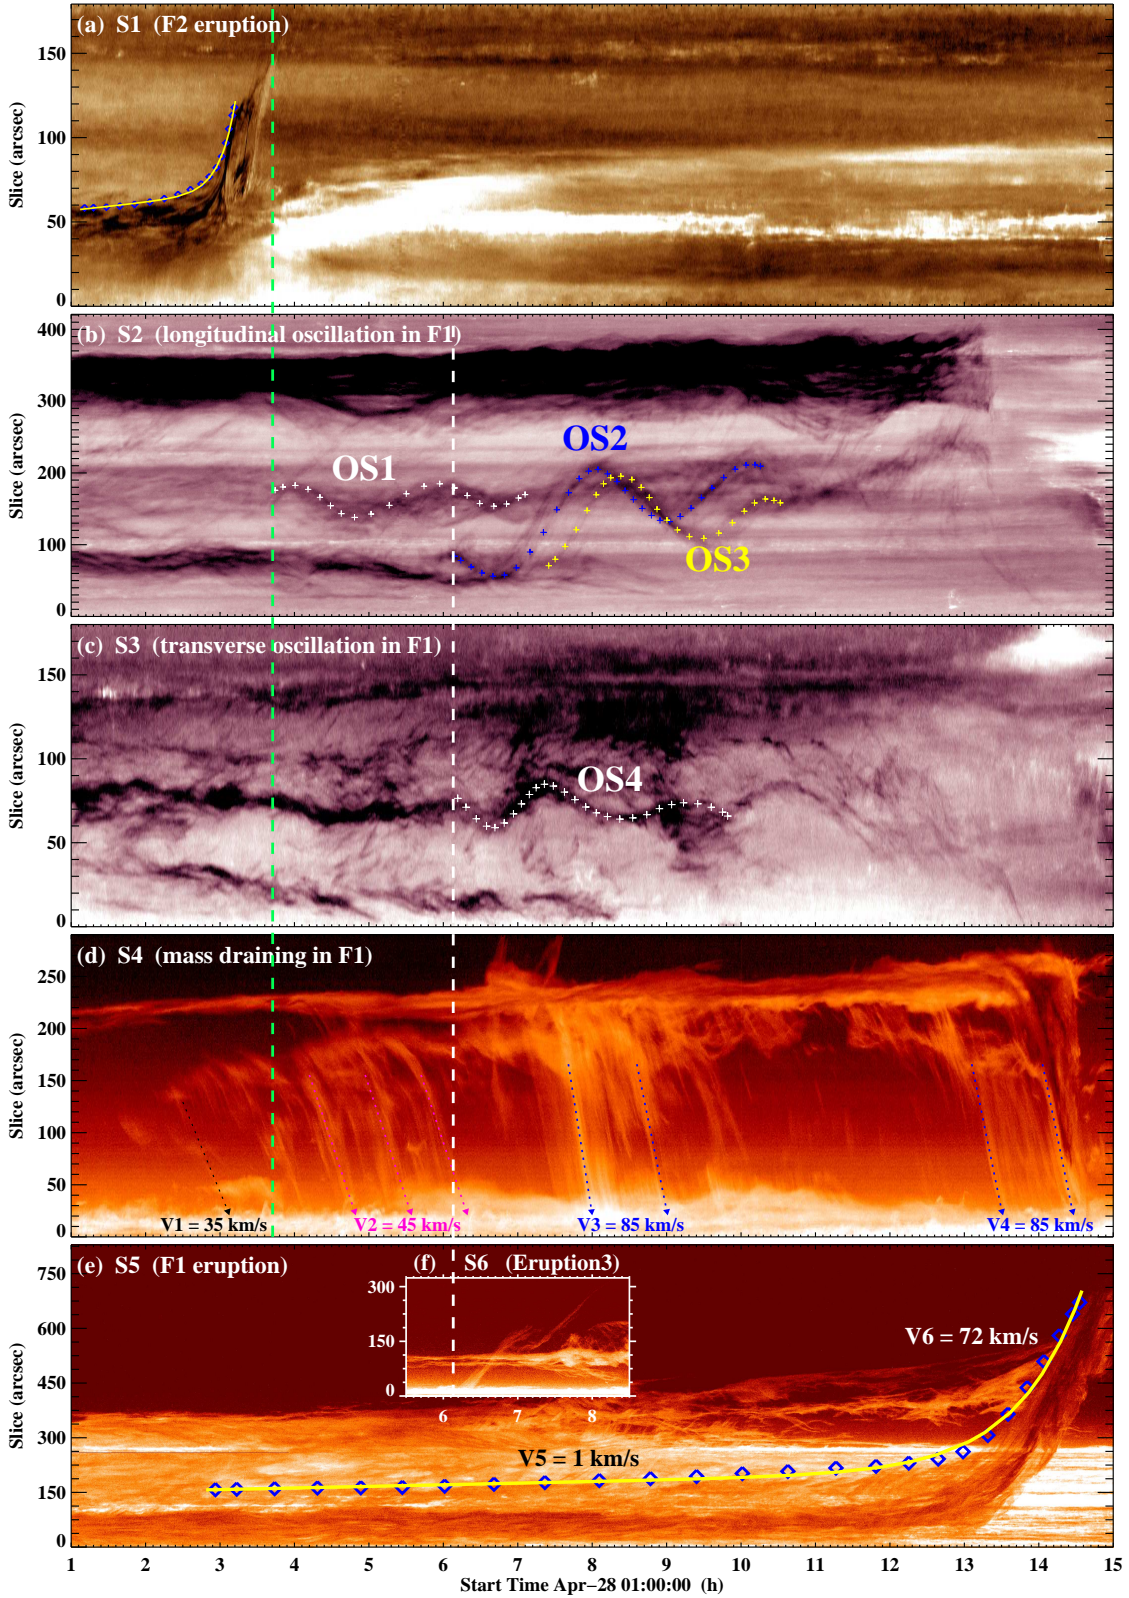 (a) S1 (F2 eruption)
150
100
50
0
Slice (arcsec)
(b) S2 (longitudinal oscillation in F1)
400
300
200
100
0
Slice (arcsec)
OS1
OS2
OS3
(c) S3 (transverse oscillation in F1)
150
100
50
0
Slice (arcsec)
OS4
(d) S4 (mass draining in F1)
250
200
150
100
50
0
Slice (arcsec)
V1 = 35 km/s
V2 = 45 km/s
V3 = 85 km/s
V4 = 85 km/s
(e) S5 (F1 eruption)
750
600
450
300
150
0
Slice (arcsec)
(f) S6 (Eruption3)
300
150
0
6 7 8
V6 = 72 km/s
V5 = 1 km/s
1 2 3 4 5 6 7 8 9 10 11 12 13 14 15
Start Time Apr−28 01:00:00 (h)